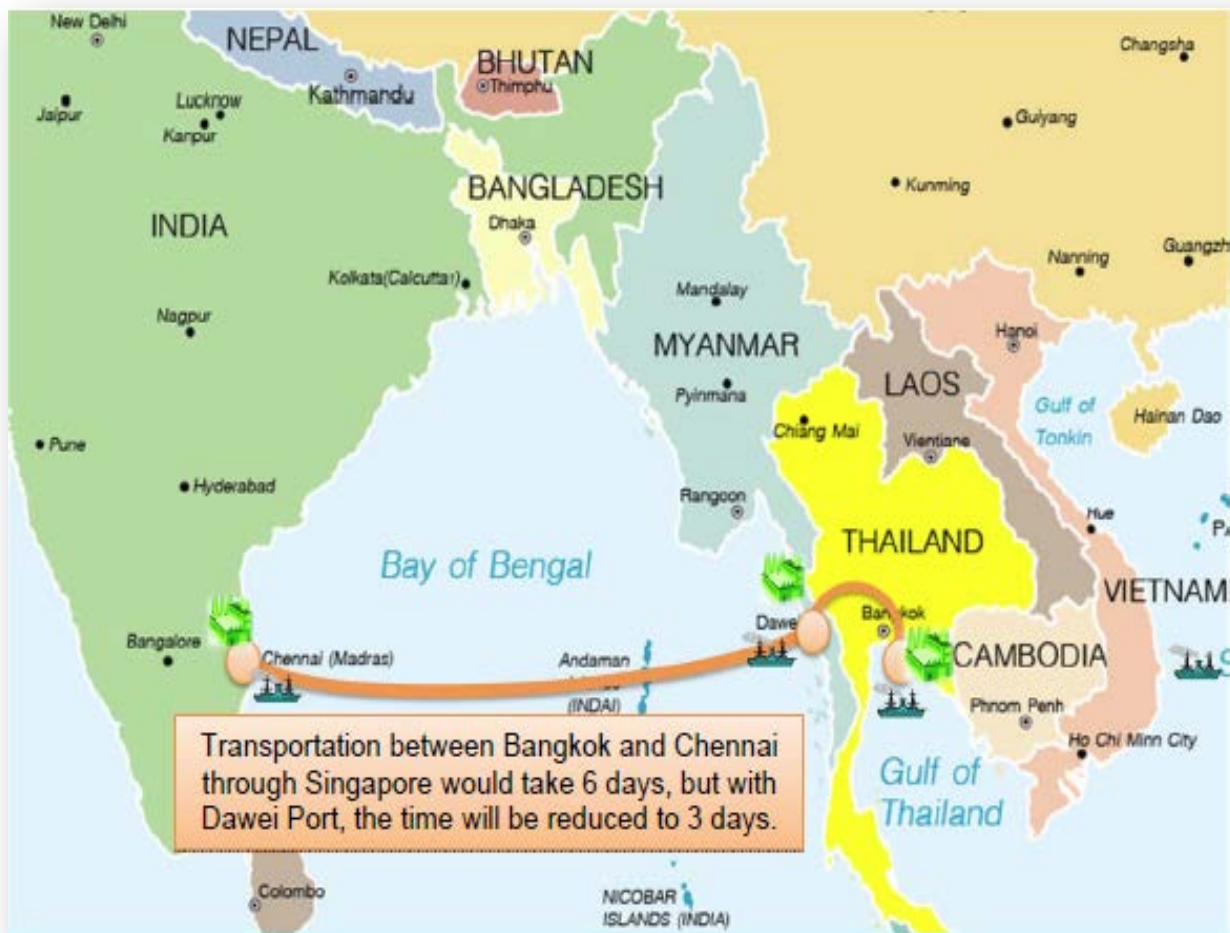 New Delhi
NEPAL
BHUTAN
Thimphu
Changsha
Kathmandu
Jaipur
Lucknow
Kanpur
Guiyang
Kunming
BANGLADESH
INDIA
Dhaka
Nanning
Guangzh
Kolkata(Calcutta)
Mandalay
Nagpur
MYANMAR
Hanoi
LAOS
Pyinmana
Gulf of
Tonkin
Hainan Dao
Chiang Mai
Pune
Vientiane
Hyderabad
Rangoon
Hue
THAILAND
Bay of Bengal
VIETNAM
Dawe
Bangkok
Bangalore
Chennai (Madras)
Andaman
(INDAI)
CAMBODIA
Phnom Penh
Ho Chi Minn City
Transportation between Bangkok and Chennai
through Singapore would take 6 days, but with
Dawei Port, the time will be reduced to 3 days.
Gulf of
Thailand
Colombo
NICOBAR
ISLANDS (INDIA)